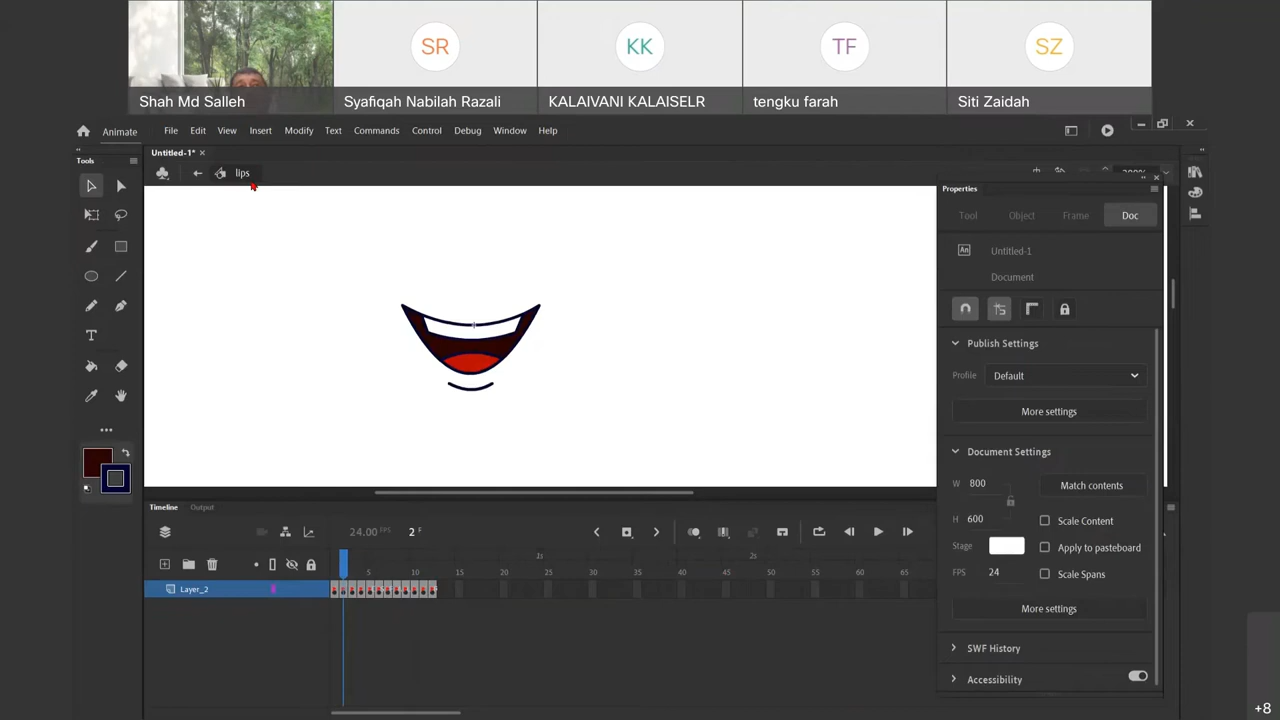 SR
KK
TF
SZ
Shah Md Salleh
Syafiqah Nabilah Razali
KALAIVANI KALAISELR
tengku farah
Siti Zaidah
Animate
File Edit View Insert Modify Text Commands Control Debug Window Help
Untitled-1*
Tools
lips
Properties
Tool Object Frame Doc
An
Untitled-1
Document
Publish Settings
Profile Default
More settings
Document Settings
W 800
Match contents
H 600
Scale Content
Stage
Apply to pasteboard
FPS 24
Scale Spans
More settings
SWF History
Accessibility
T
Timeline Output
24.00 FPS 2 F
1s 2s
5 10 15 20 25 30 35 40 45 50 55 60 65
Layer_2
+8